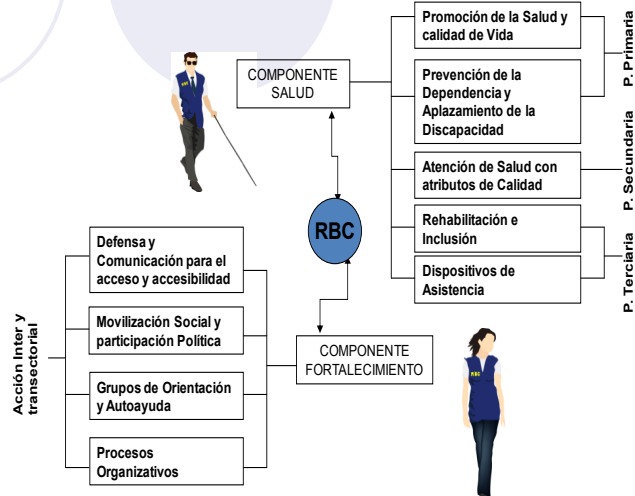 COMPONENTE
SALUD
Promoción de la Salud y
calidad de Vida
Prevención de la
Dependencia y
Aplazamiento de la
Discapacidad
Atención de Salud con
atributos de Calidad
Rehabilitación e
Inclusión
Dispositivos de
Asistencia
P. Primaria
P. Secundaria
P. Terciaria
RBC
Defensa y
Comunicación para el
acceso y accesibilidad
Movilización Social y
participación Política
Grupos de Orientación
y Autoayuda
Procesos
Organizativos
Acción Inter y
transectorial
COMPONENTE
FORTALECIMIENTO
RBC